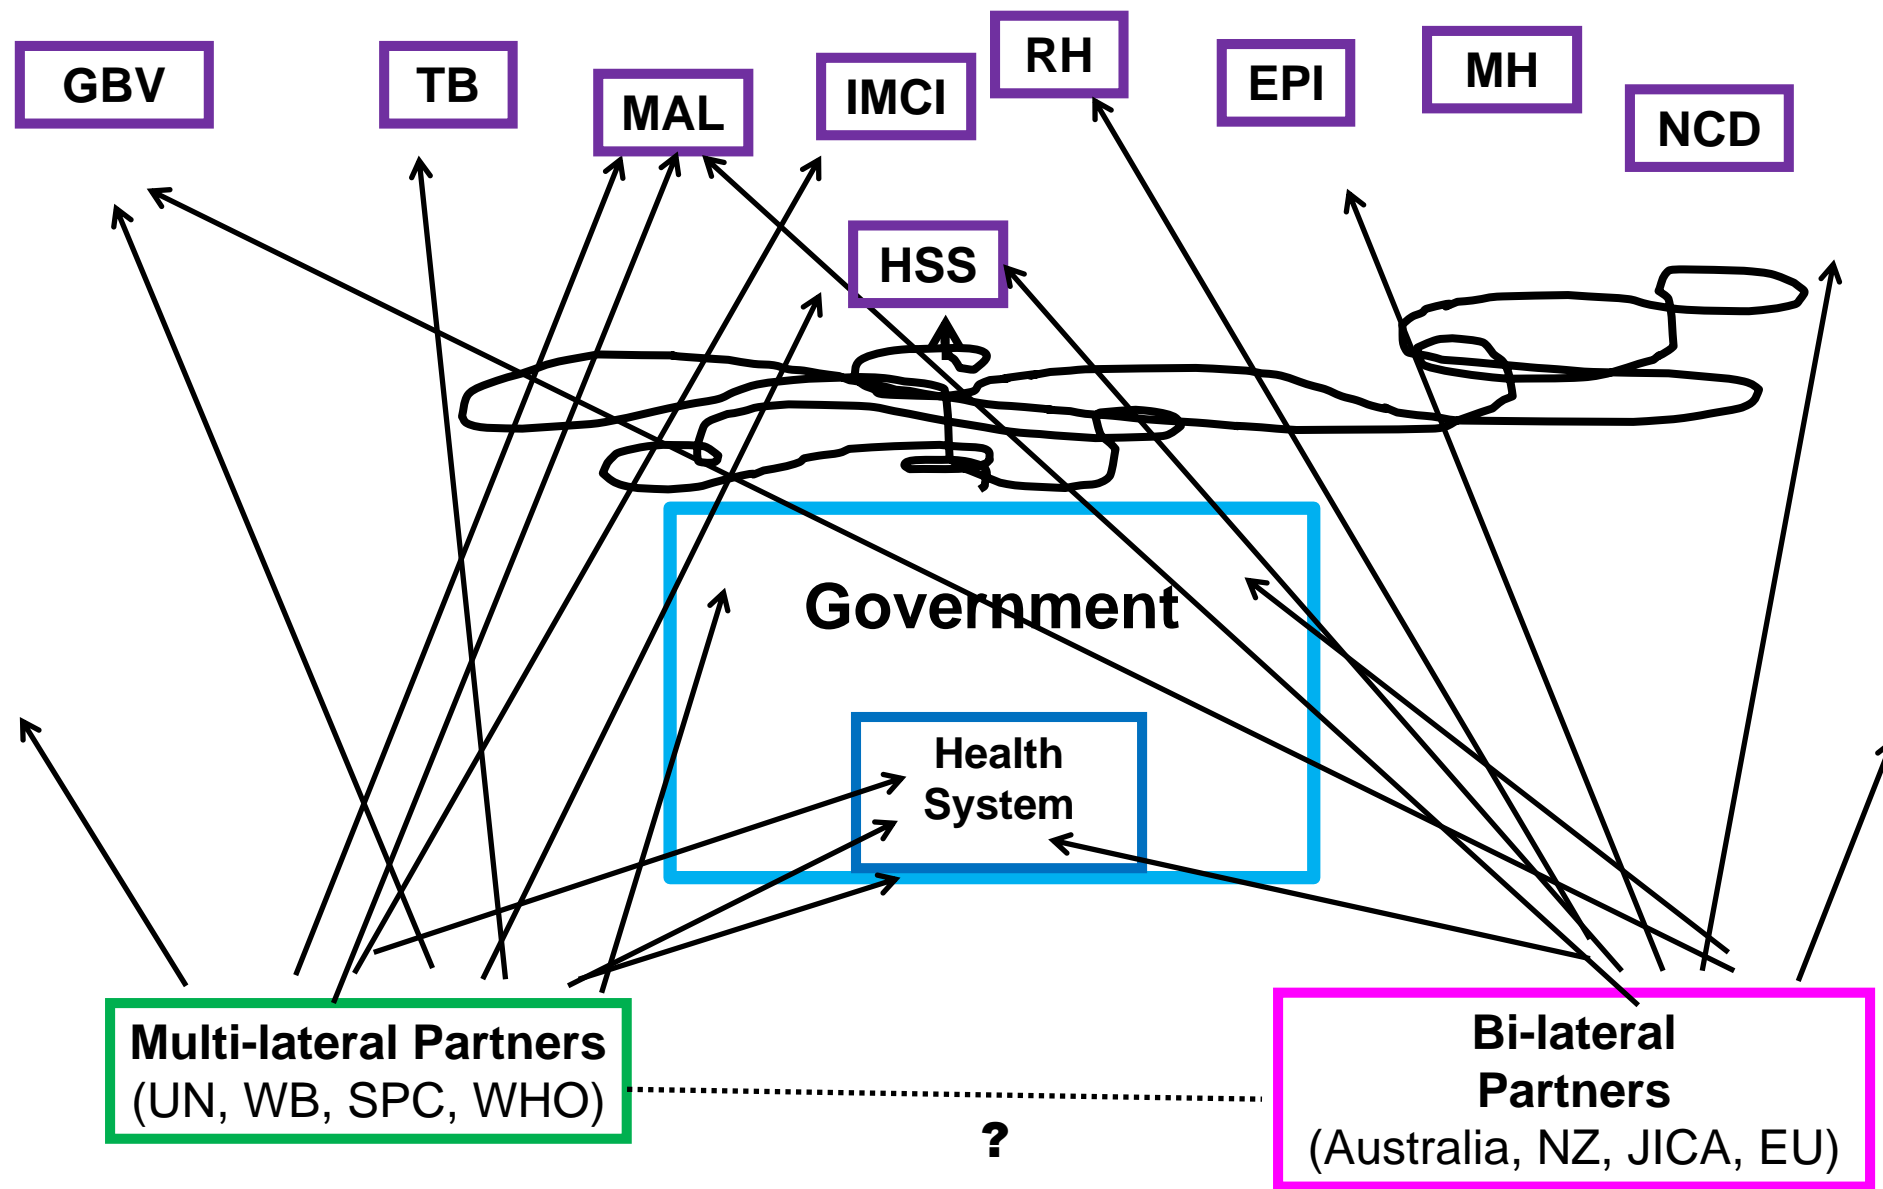 GBV
TB
MAL
IMCI
RH
EPI
MH
NCD
HSS
Government
Health
System
Multi-lateral Partners
(UN, WB, SPC, WHO)
?
Bi-lateral
Partners
(Australia, NZ, JICA, EU)